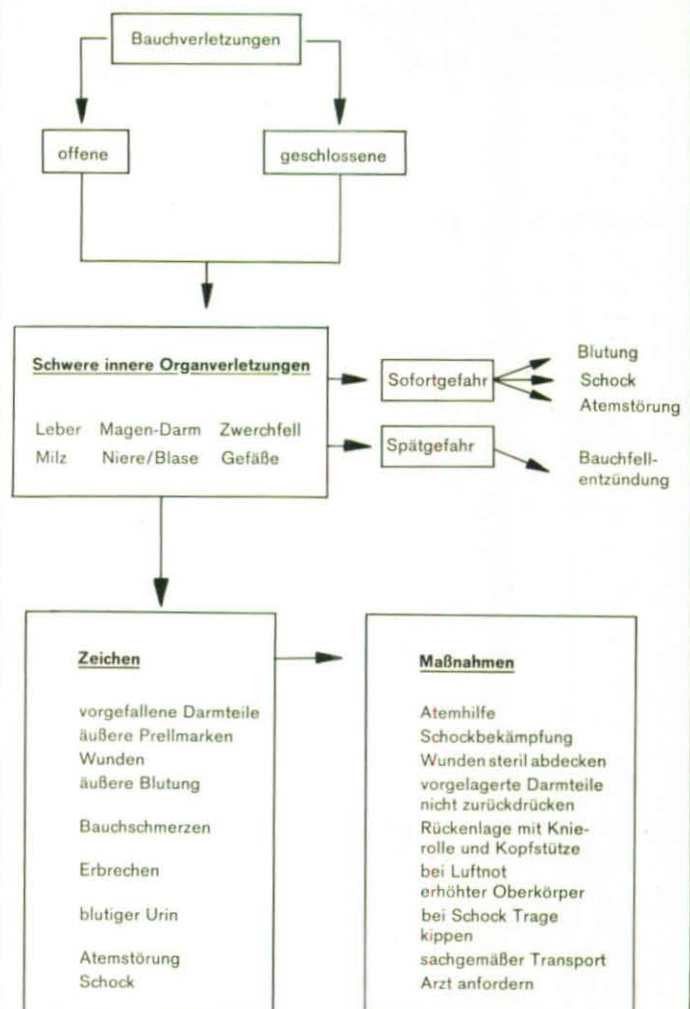 Bauchverletzungen
offene
geschlossene
Schwere innere Organverletzungen
Leber Magen-Darm Zwerchfell
Milz Niere/Blase Gefäße
Sofortgefahr
Blutung
Schock
Atemstörung
Spätgefahr
Bauchfell-
entzündung
Zeichen
vorgefallene Darmteile
äußere Prellmarken
Wunden
äußere Blutung
Bauchschmerzen
Erbrechen
blutiger Urin
Atemstörung
Schock
Maßnahmen
Atemhilfe
Schockbekämpfung
Wunden steril abdecken
vorgelagerte Darmteile
nicht zurückdrücken
Rückenlage mit Knie-
rolle und Kopfstütze
bei Luftnot
erhöhter Oberkörper
bei Schock Trage
kippen
sachgemäßer Transport
Arzt anfordern